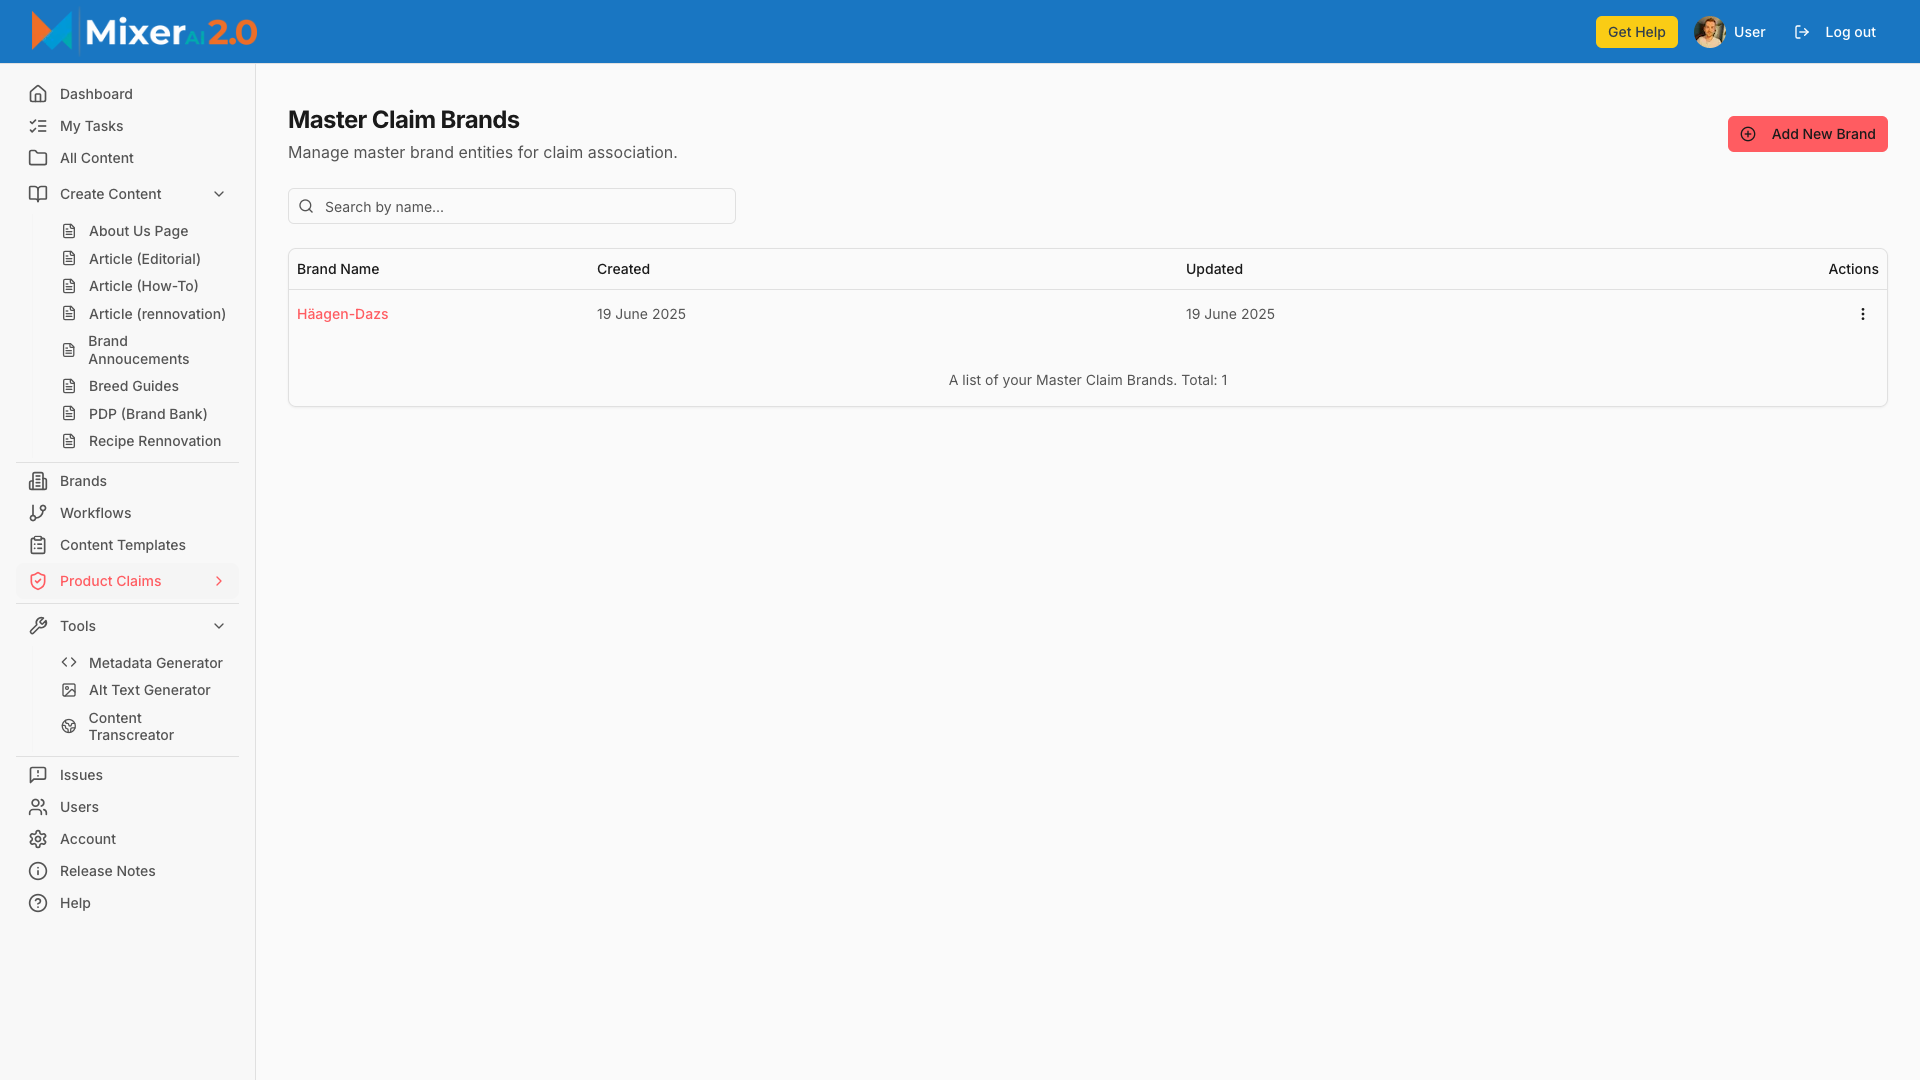 MixerAI 2.0
Get Help
User
Log out
Dashboard
My Tasks
All Content
Create Content
About Us Page
Article (Editorial)
Article (How-To)
Article (rennovation)
Brand
Annoucements
Breed Guides
PDP (Brand Bank)
Recipe Rennovation
Brands
Workflows
Content Templates
Product Claims
Tools
Metadata Generator
Alt Text Generator
Content
Transcreator
Issues
Users
Account
Release Notes
Help
Master Claim Brands
Manage master brand entities for claim association.
Add New Brand
Search by name...
Brand Name Created Updated Actions
Häagen-Dazs 19 June 2025 19 June 2025
A list of your Master Claim Brands. Total: 1